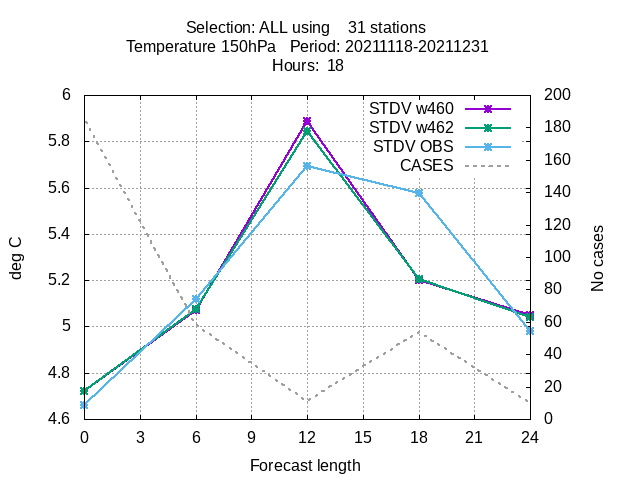 Selection: ALL using    31 stations
Temperature 150hPa   Period: 20211118-20211231
Hours:  18
6
5.8
5.6
5.4
5.2
5
4.8
4.6
200
180
160
140
120
100
80
60
40
20
0
STDV w460
STDV w462
STDV OBS
CASES
deg C
No cases
0 3 6 9 12 15 18 21 24
Forecast length